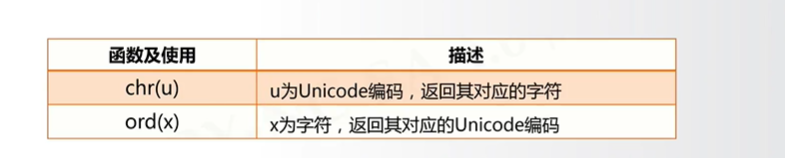 函数及使用 描述
chr(u) u为Unicode编码，返回其对应的字符
ord(x) x为字符，返回其对应的Unicode编码